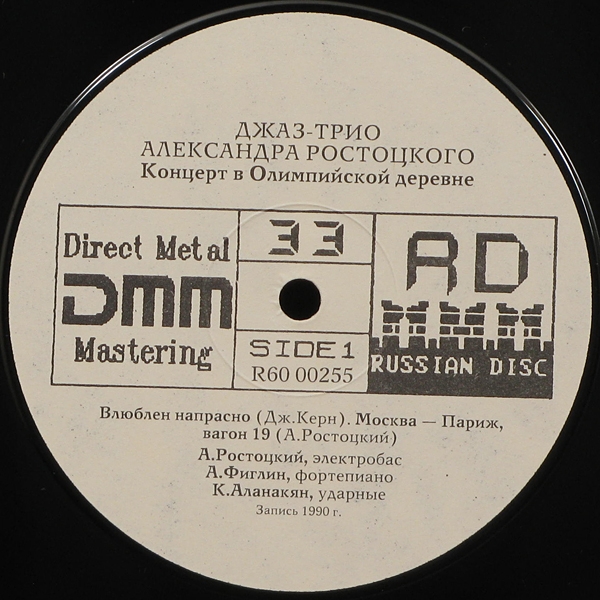 ДЖАЗ-ТРИО
АЛЕКСАНДРА РОСТОЦКОГО
Концерт в Олимпийской деревне
Direct Metal
DMM
Mastering
33
SIDE 1
R60 00255
RD
RUSSIAN DISC
Влюблен напрасно (Дж.Керн). Москва — Париж,
вагон 19 (А.Ростоцкий)
А.Ростоцкий, электробас
А.Фиглин, фортепиано
К.Аланакян, ударные
Запись 1990 г.